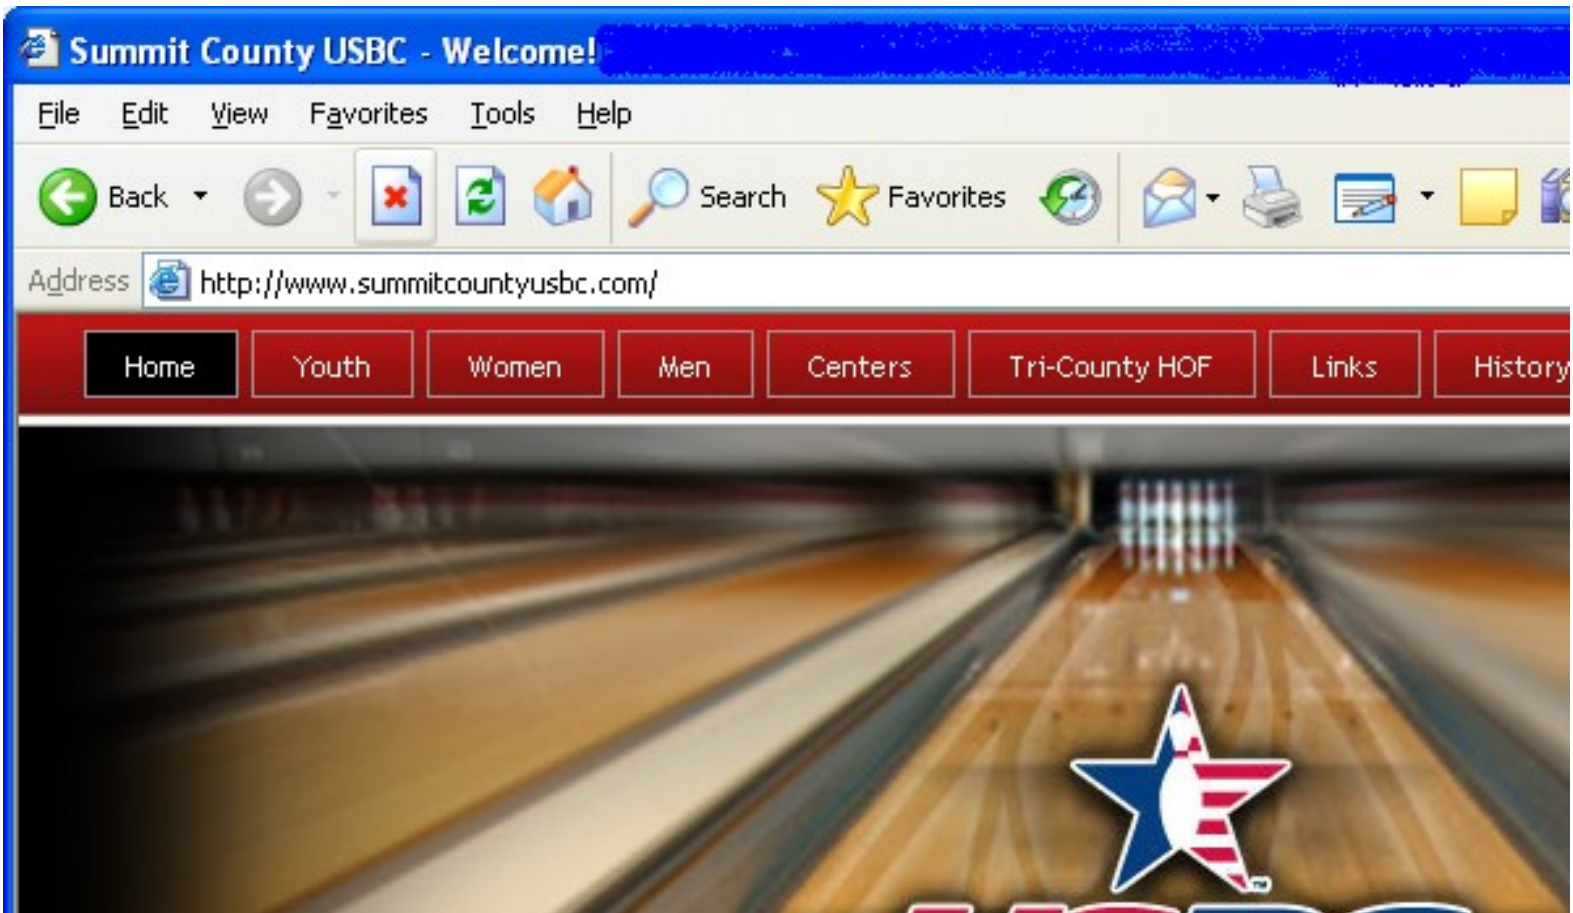 Summit County USBC - Welcome!
File Edit View Favorites Tools Help
Back Search Favorites
Address http://www.summitcountyusbc.com/
Home Youth Women Men Centers Tri-County HOF Links History
TM